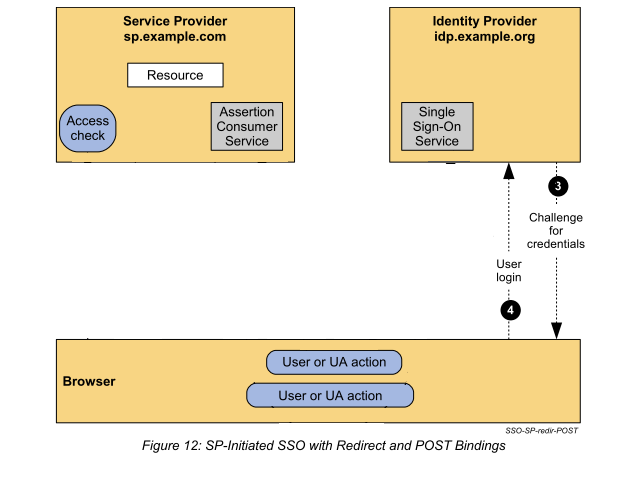 Service Provider
sp.example.com
Resource
Access
check
Assertion
Consumer
Service
Identity Provider
idp.example.org
Single
Sign-On
Service
3
Challenge
for
credentials
User
login
4
Browser
User or UA action
User or UA action
SSO-SP-redir-POST
Figure 12: SP-Initiated SSO with Redirect and POST Bindings